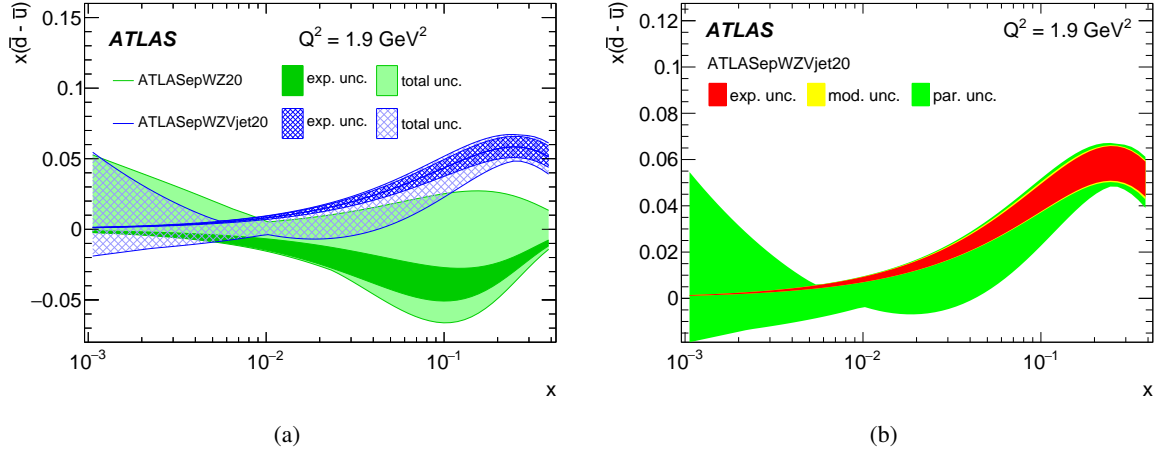 x(d̅ - u̅)
ATLAS Q² = 1.9 GeV²
ATLASepWZ20 exp. unc. total unc.
ATLASepWZVjet20 exp. unc. total unc.
0.15
0.1
0.05
0
−0.05
10⁻³ 10⁻² 10⁻¹
x
(a)
x(d̅ - u̅)
ATLAS Q² = 1.9 GeV²
ATLASepWZVjet20
exp. unc. mod. unc. par. unc.
0.12
0.1
0.08
0.06
0.04
0.02
0
10⁻³ 10⁻² 10⁻¹
x
(b)